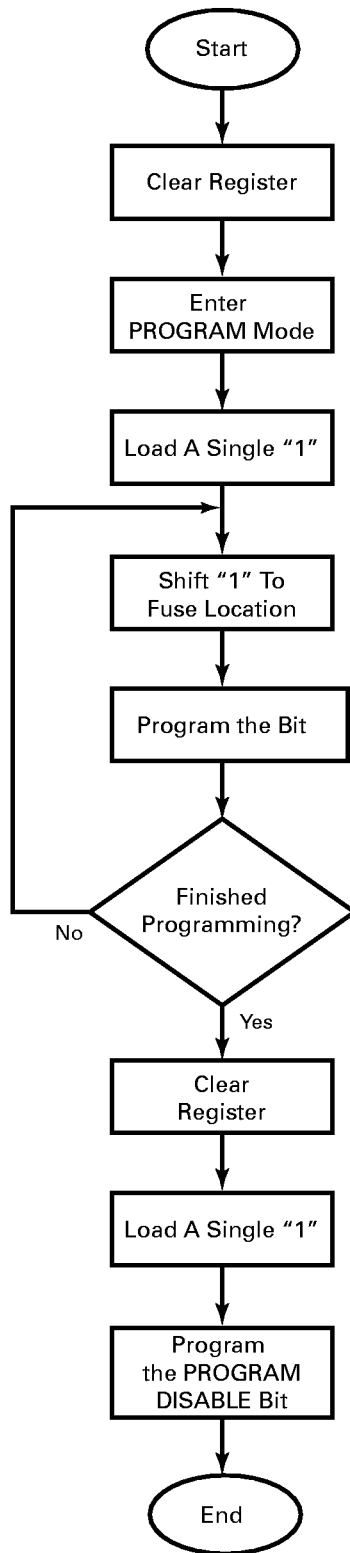 Start
Clear Register
Enter
PROGRAM Mode
Load A Single “1”
Shift “1” To
Fuse Location
Program the Bit
Finished
Programming?
No
Yes
Clear
Register
Load A Single “1”
Program
the PROGRAM
DISABLE Bit
End